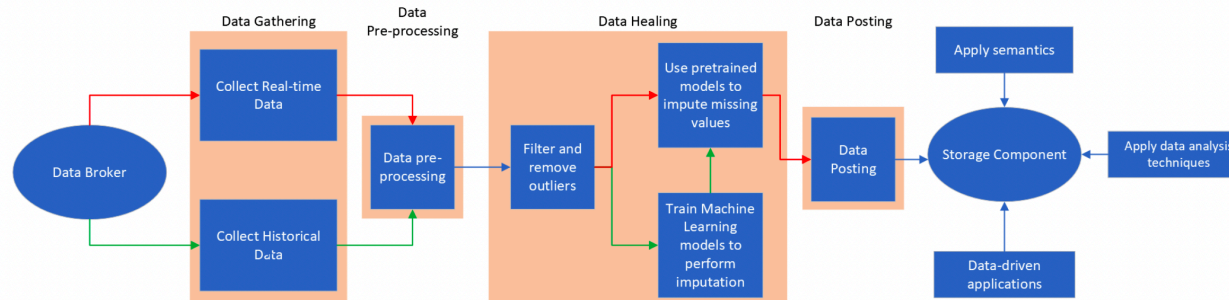 Data Gathering
Data
Pre-processing
Data Healing
Data Posting
Data Broker
Collect Real-time
Data
Collect Historical
Data
Data pre-
processing
Filter and
remove
outliers
Use pretrained
models to
impute missing
values
Train Machine
Learning
models to
perform
imputation
Data
Posting
Apply semantics
Storage Component
Apply data analysis
techniques
Data-driven
applications